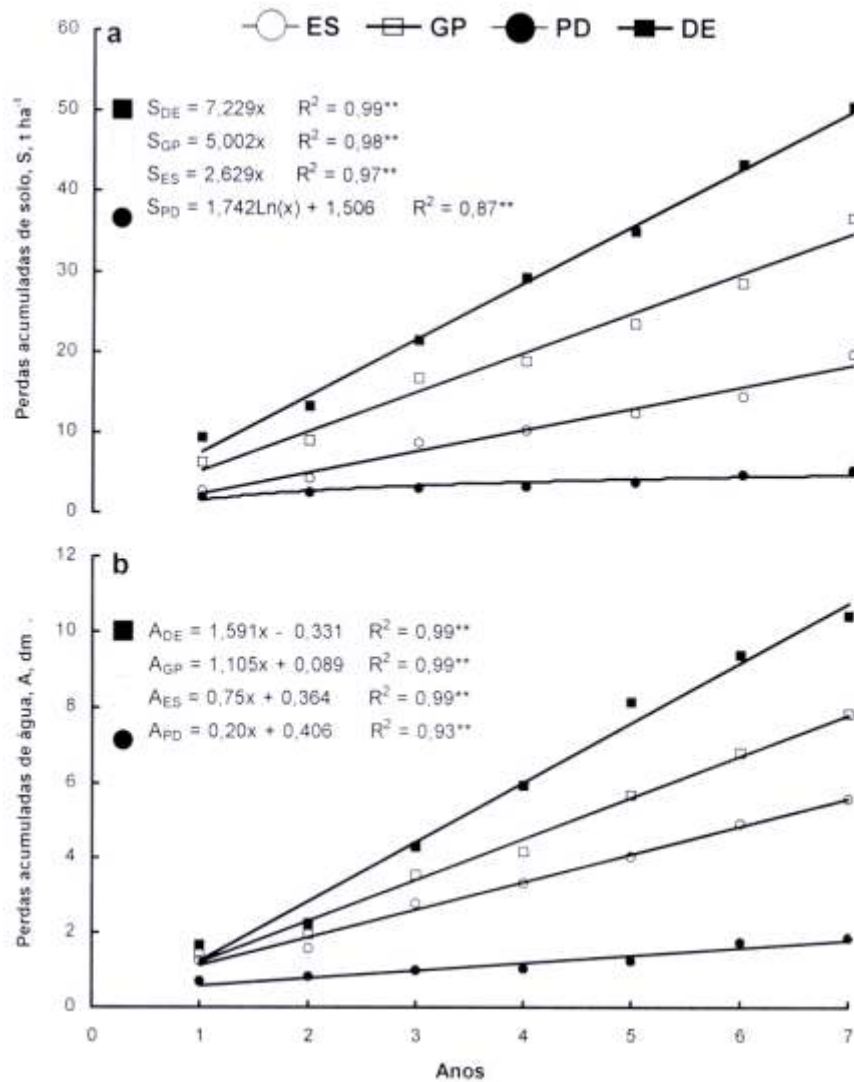 a
ES GP PD DE
60
50
40
30
20
10
0
Perdas acumuladas de solo, S, t ha⁻¹
S_DE = 7,229x R² = 0,99**
S_GP = 5,002x R² = 0,98**
S_ES = 2,629x R² = 0,97**
S_PD = 1,742Ln(x) + 1,506 R² = 0,87**
b
12
10
8
6
4
2
0
Perdas acumuladas de água, A, dm .
A_DE = 1,591x - 0,331 R² = 0,99**
A_GP = 1,105x + 0,089 R² = 0,99**
A_ES = 0,75x + 0,364 R² = 0,99**
A_PD = 0,20x + 0,406 R² = 0,93**
0 1 2 3 4 5 6 7
Anos